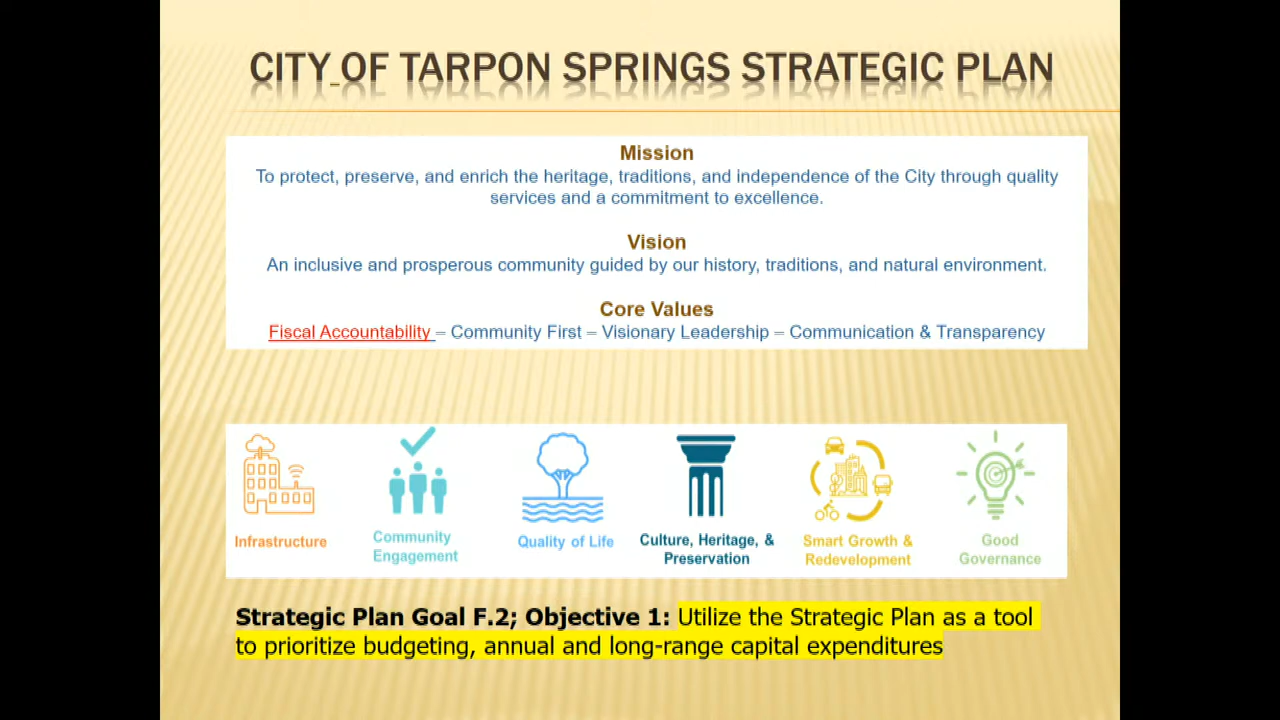 CITY OF TARPON SPRINGS STRATEGIC PLAN
Mission
To protect, preserve, and enrich the heritage, traditions, and independence of the City through quality
services and a commitment to excellence.
Vision
An inclusive and prosperous community guided by our history, traditions, and natural environment.
Core Values
Fiscal Accountability = Community First = Visionary Leadership = Communication & Transparency
Infrastructure
Community
Engagement
Quality of Life
Culture, Heritage, &
Preservation
Smart Growth &
Redevelopment
Good
Governance
Strategic Plan Goal F.2; Objective 1: Utilize the Strategic Plan as a tool
to prioritize budgeting, annual and long-range capital expenditures